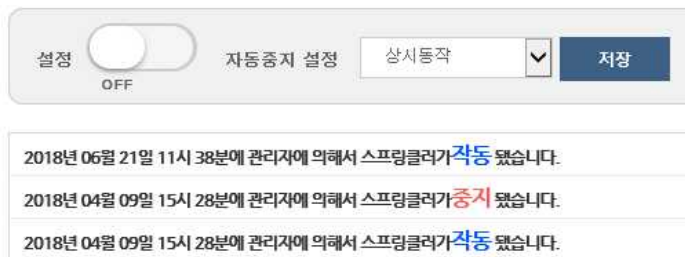 설정 OFF 자동중지 설정 상시동작 저장
2018년 06월 21일 11시 38분에 관리자에 의해서 스프링클러가작동 됐습니다.
2018년 04월 09일 15시 28분에 관리자에 의해서 스프링클러가중지 됐습니다.
2018년 04월 09일 15시 28분에 관리자에 의해서 스프링클러가작동 됐습니다.